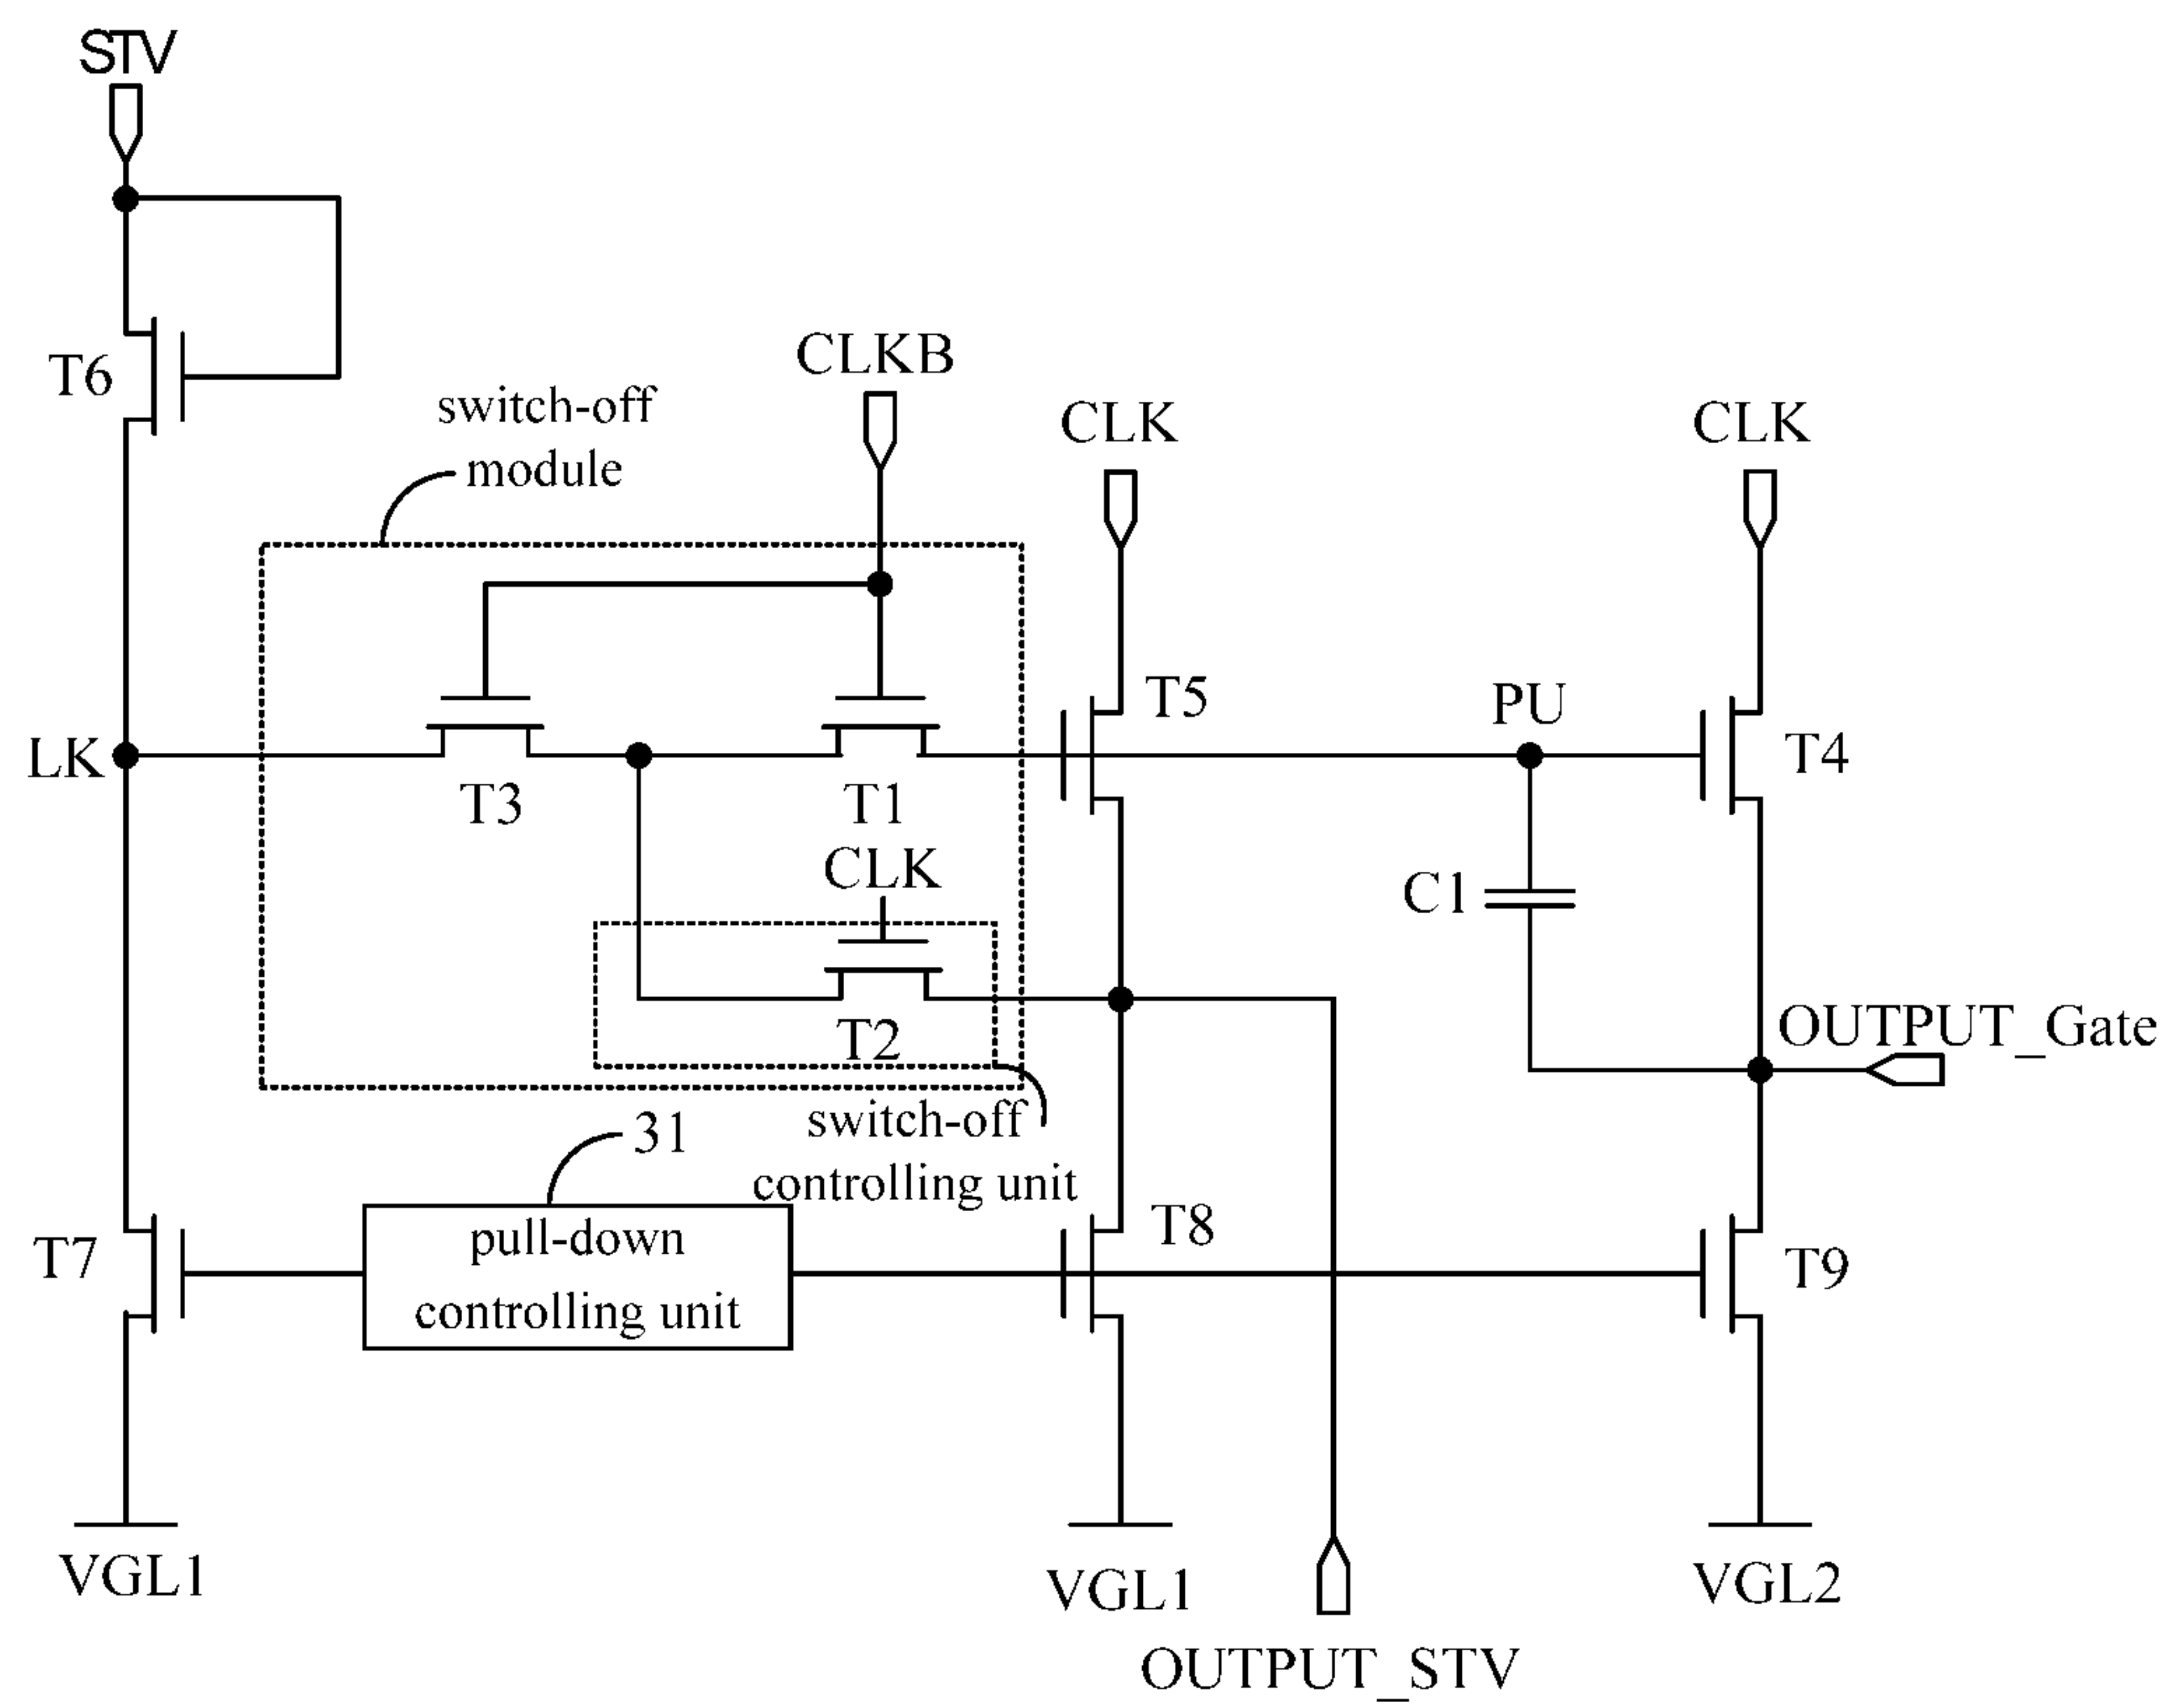 STV
T6
CLKB
switch-off
module
CLK
CLK
T5
PU
T4
LK
T3
T1
CLK
C1
T2
OUTPUT_Gate
switch-off
controlling unit
31
pull-down
controlling unit
T7
T8
T9
VGL1
VGL1
VGL2
OUTPUT_STV